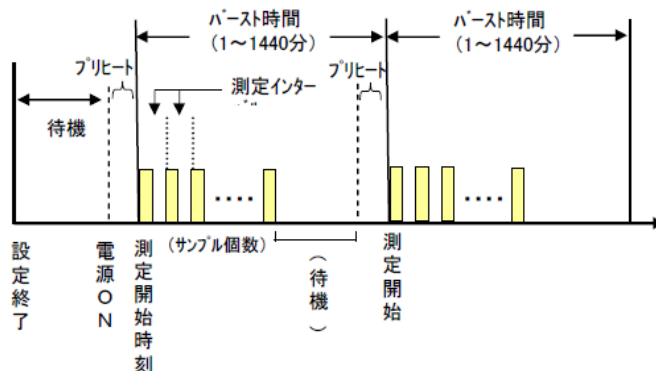 バースト時間
（1～1440分）
バースト時間
（1～1440分）
プリヒート
測定インター
バル
プリヒート
待機
(サンプル個数)
設定終了
電源ON
測定開始時刻
（待機）
測定開始